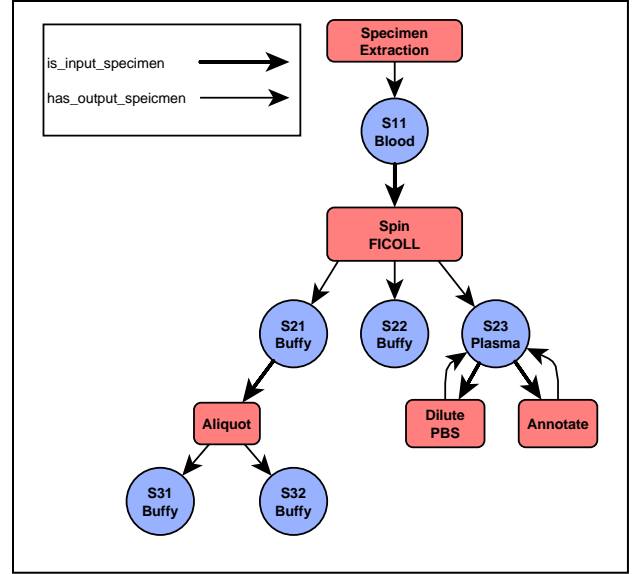 Specimen
Extraction
is_input_specimen
has_output_speicmen
S11
Blood
Spin
FICOLL
S21
Buffy
S22
Buffy
S23
Plasma
Aliquot
Dilute
PBS
Annotate
S31
Buffy
S32
Buffy